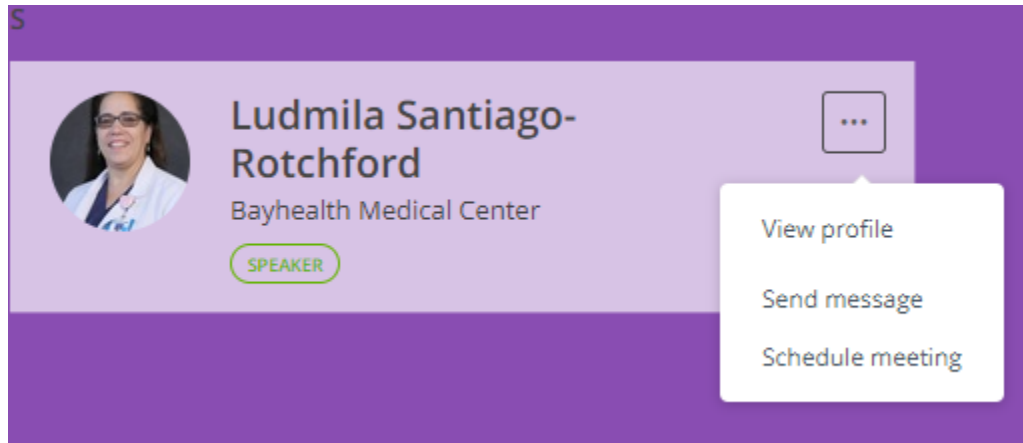 S
Ludmila Santiago-
Rotchford
Bayhealth Medical Center
SPEAKER
View profile
Send message
Schedule meeting